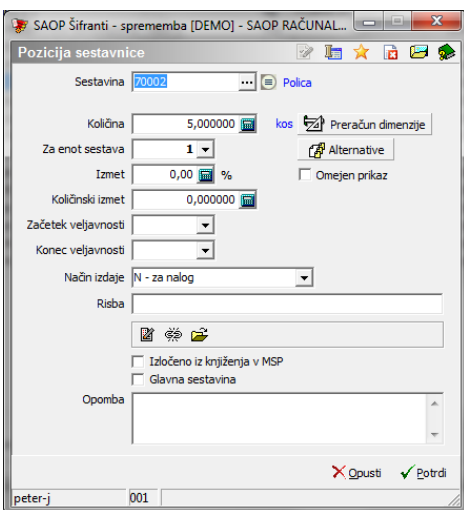 SAOP Šifranti - sprememba [DEMO] - SAOP RAČUNAL...
Pozicija sestavnice
Sestavina 70002 ... Polica
Količina 5,000000 kos Preračun dimenzije
Za enot sestava 1 Alternative
Izmet 0,00 % Omejen prikaz
Količinski izmet 0,000000
Začetek veljavnosti
Konec veljavnosti
Način izdaje N - za nalog
Risba
Izločeno iz knjiženja v MSP
Glavna sestavina
Opomba
Opusti Potrdi
peter-j 001